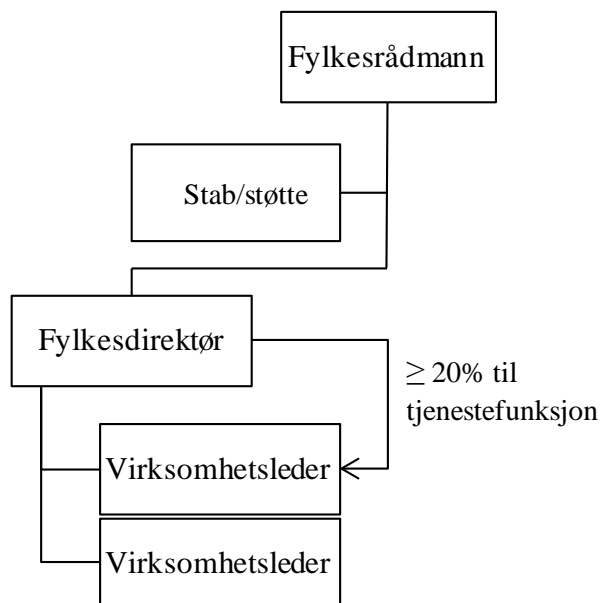 Fylkesrådmann
Stab/støtte
Fylkesdirektør
≥ 20% til
tjenestefunksjon
Virksomhetsleder
Virksomhetsleder